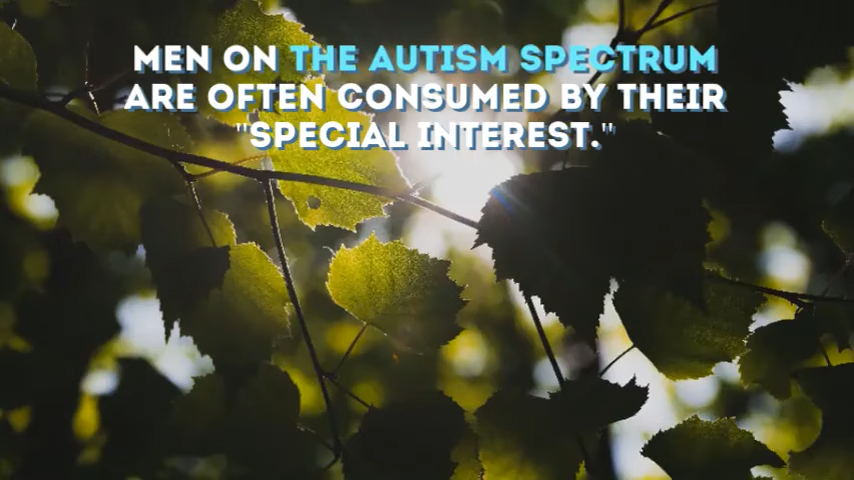 MEN ON THE AUTISM SPECTRUM
ARE OFTEN CONSUMED BY THEIR
"SPECIAL INTEREST."